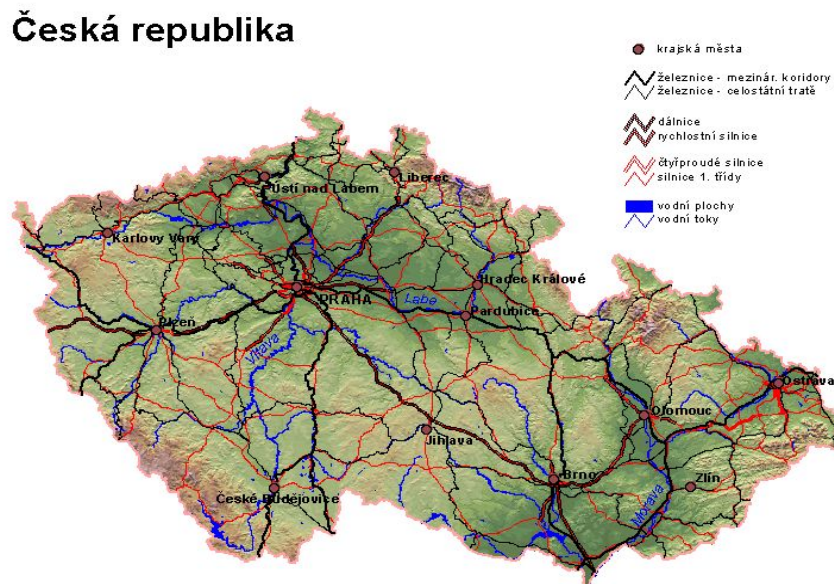 Česká republika
krajská města
železnice - mezinár. koridory
železnice - celostátní tratě
dálnice
rychlostní silnice
čtyřproudé silnice
silnice 1. třídy
vodní plochy
vodní toky
Ústí nad Labem
Liberec
Karlovy Vary
Hradec Králové
PRAHA
Labe
Pardubice
Plzeň
Vltava
Ostrava
Olomouc
Jihlava
Brno
Zlín
České Budějovice
Morava